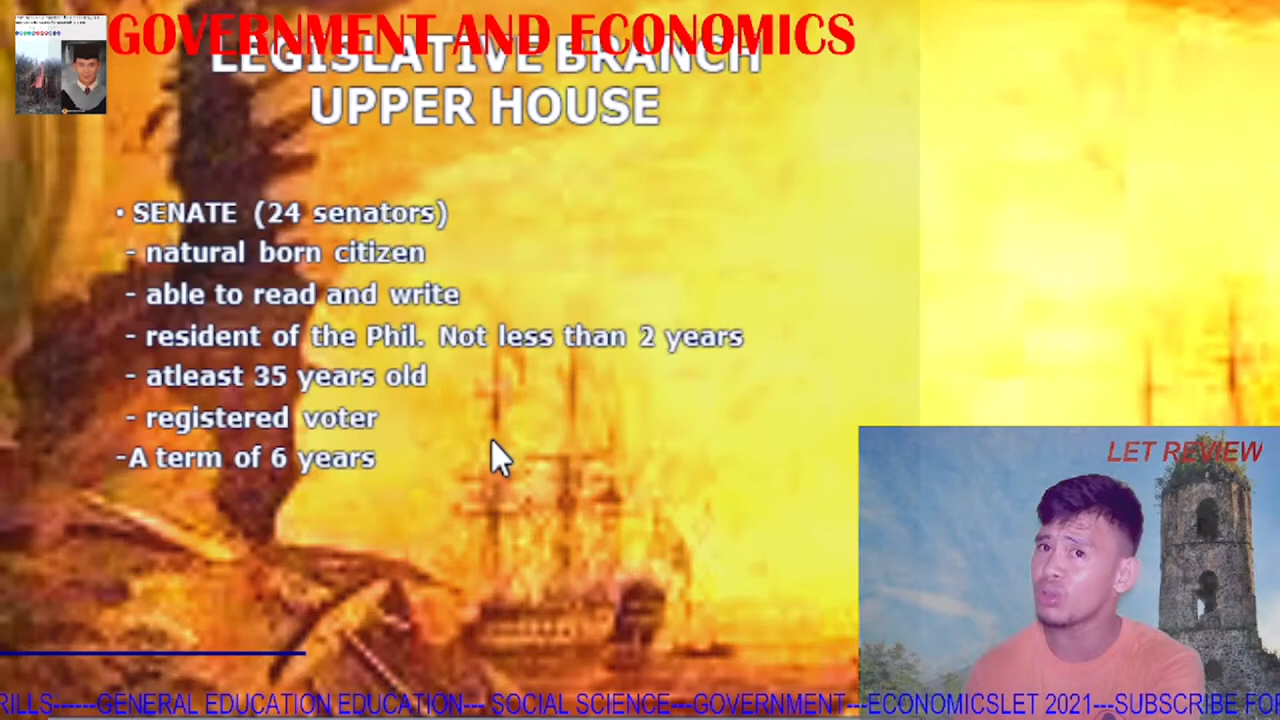 GOVERNMENT AND ECONOMICS
LEGISLATIVE BRANCH
UPPER HOUSE
• SENATE (24 senators)
- natural born citizen
- able to read and write
- resident of the Phil. Not less than 2 years
- atleast 35 years old
- registered voter
-A term of 6 years
LET REVIEW
RILLS------GENERAL EDUCATION EDUCATION--- SOCIAL SCIENCE---GOVERNMENT---ECONOMICSLET 2021---SUBSCRIBE FO